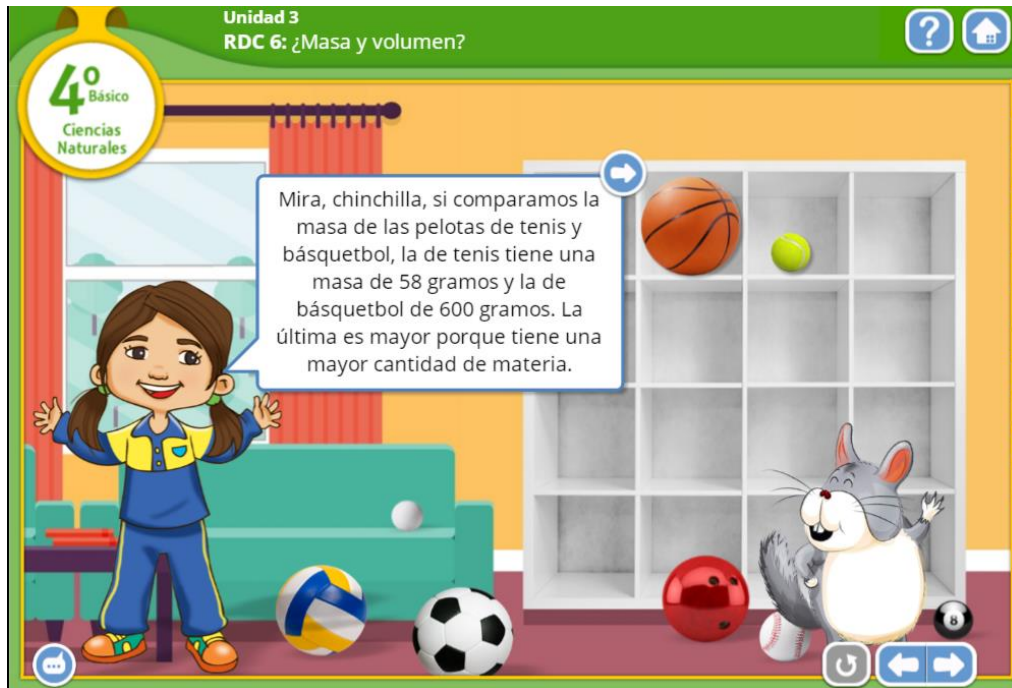 Unidad 3
RDC 6: ¿Masa y volumen?
?
4º
Básico
Ciencias
Naturales
Mira, chinchilla, si comparamos la
masa de las pelotas de tenis y
básquetbol, la de tenis tiene una
masa de 58 gramos y la de
básquetbol de 600 gramos. La
última es mayor porque tiene una
mayor cantidad de materia.
8